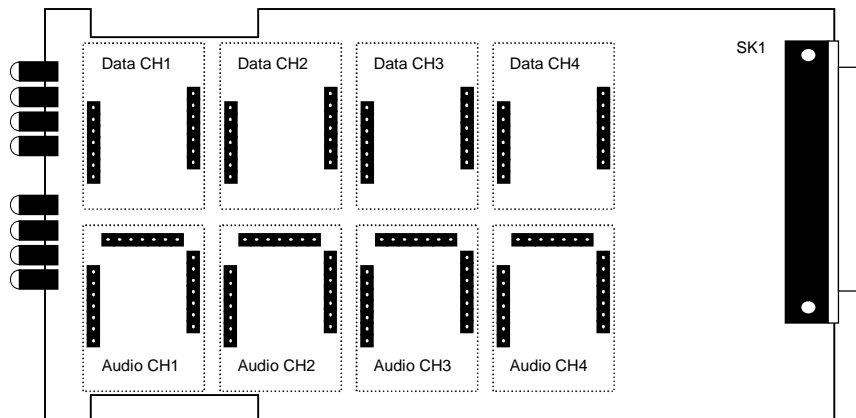 SK1
Data CH1 Data CH2 Data CH3 Data CH4
Audio CH1 Audio CH2 Audio CH3 Audio CH4